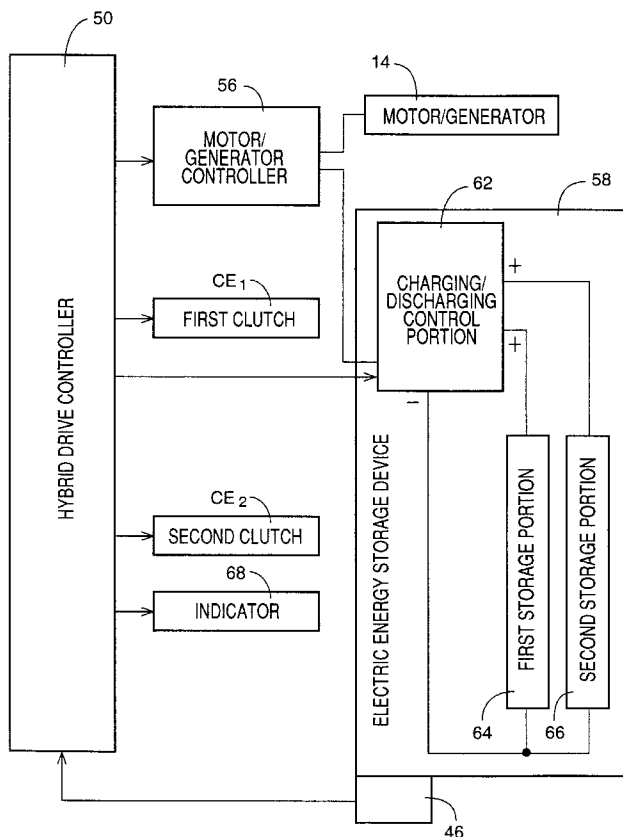 50
56
14
MOTOR/GENERATOR
MOTOR/
GENERATOR
CONTROLLER
62
58
CHARGING/
DISCHARGING
CONTROL
PORTION
+
+
−
CE1
FIRST CLUTCH
HYBRID DRIVE CONTROLLER
CE2
SECOND CLUTCH
68
INDICATOR
ELECTRIC ENERGY STORAGE DEVICE
FIRST STORAGE PORTION
SECOND STORAGE PORTION
64
66
46